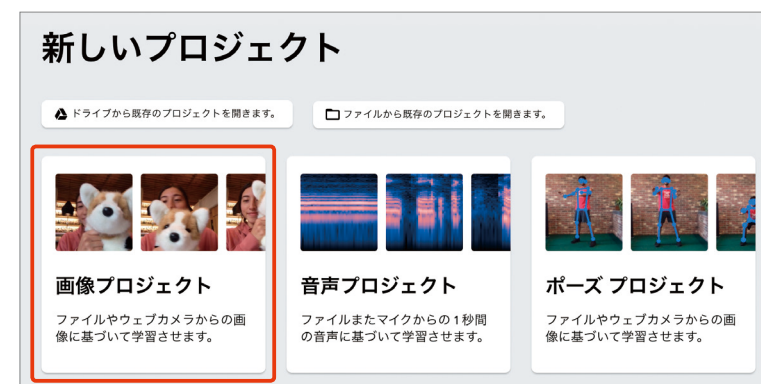 新しいプロジェクト
ドライブから既存のプロジェクトを開きます。
ファイルから既存のプロジェクトを開きます。
画像プロジェクト
ファイルやウェブカメラからの画
像に基づいて学習させます。
音声プロジェクト
ファイルまたマイクからの1秒間
の音声に基づいて学習させます。
ポーズ プロジェクト
ファイルやウェブカメラからの画
像に基づいて学習させます。